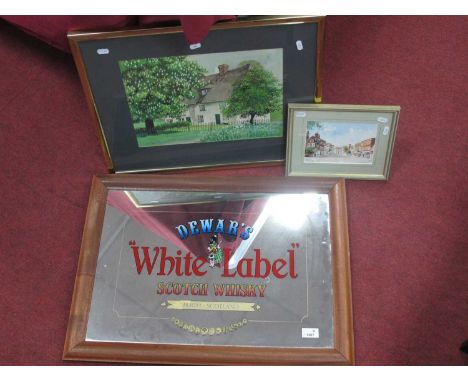 DEWAR'S
"White Label"
SCOTCH WHISKY
PERTH · SCOTLAND